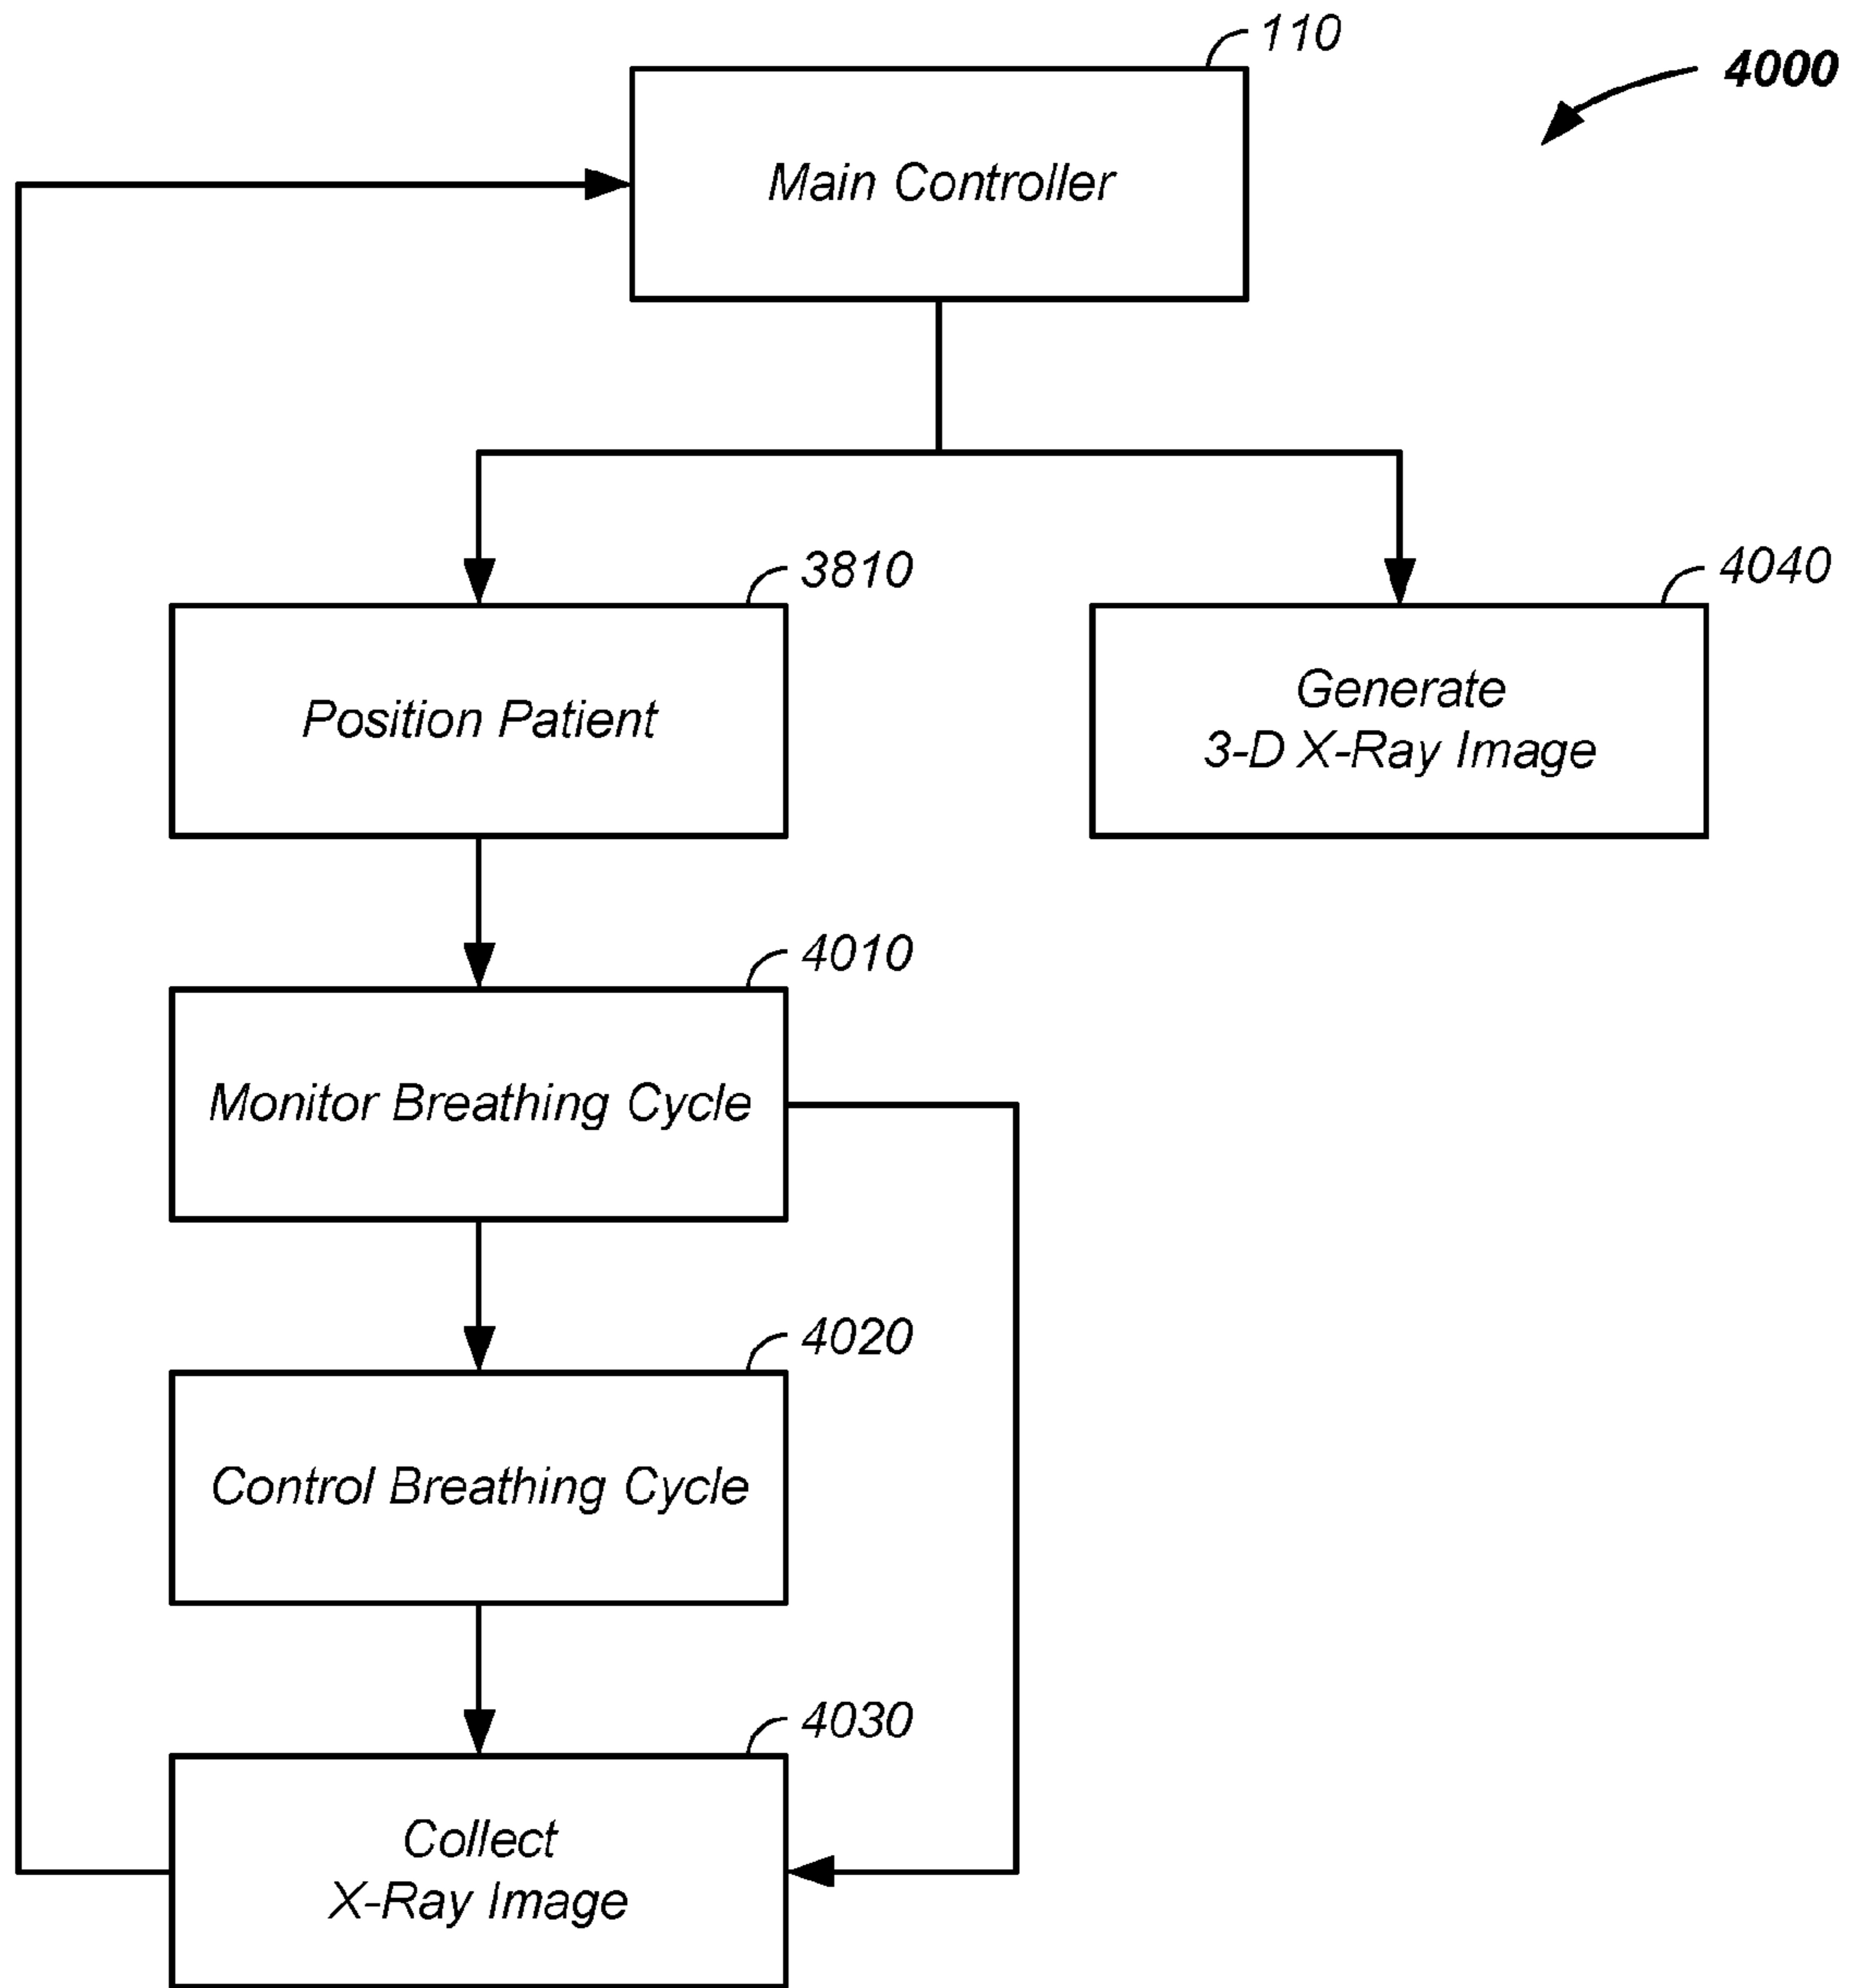 110
4000
Main Controller
3810
4040
Position Patient
Generate
3-D X-Ray Image
4010
Monitor Breathing Cycle
4020
Control Breathing Cycle
4030
Collect
X-Ray Image